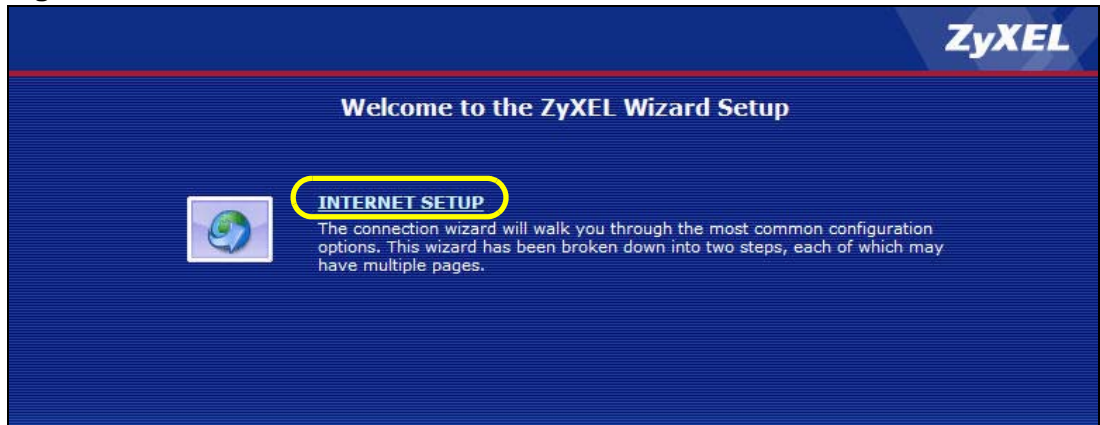 ZyXEL
Welcome to the ZyXEL Wizard Setup
INTERNET SETUP
The connection wizard will walk you through the most common configuration
options. This wizard has been broken down into two steps, each of which may
have multiple pages.